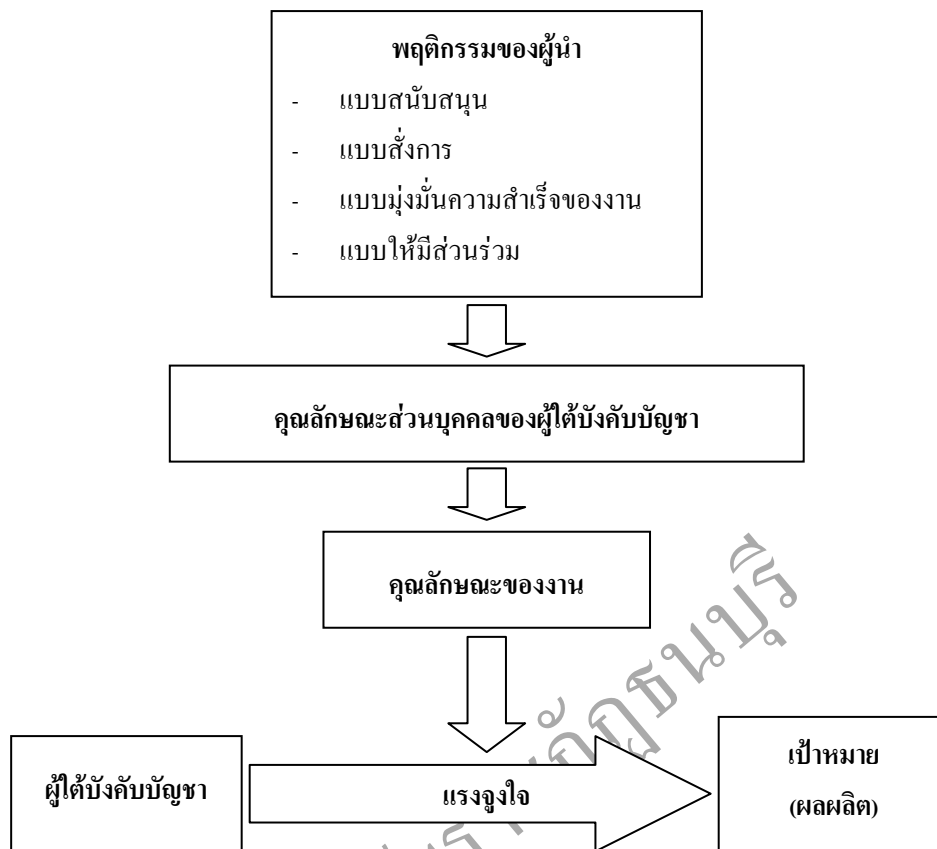 พฤติกรรมของผู้นำ
- แบบสนับสนุน
- แบบสั่งการ
- แบบมุ่งมั่นความสำเร็จของงาน
- แบบให้มีส่วนร่วม
คุณลักษณะส่วนบุคคลของผู้ใต้บังคับบัญชา
คุณลักษณะของงาน
ผู้ใต้บังคับบัญชา
แรงจูงใจ
เป้าหมาย
(ผลผลิต)